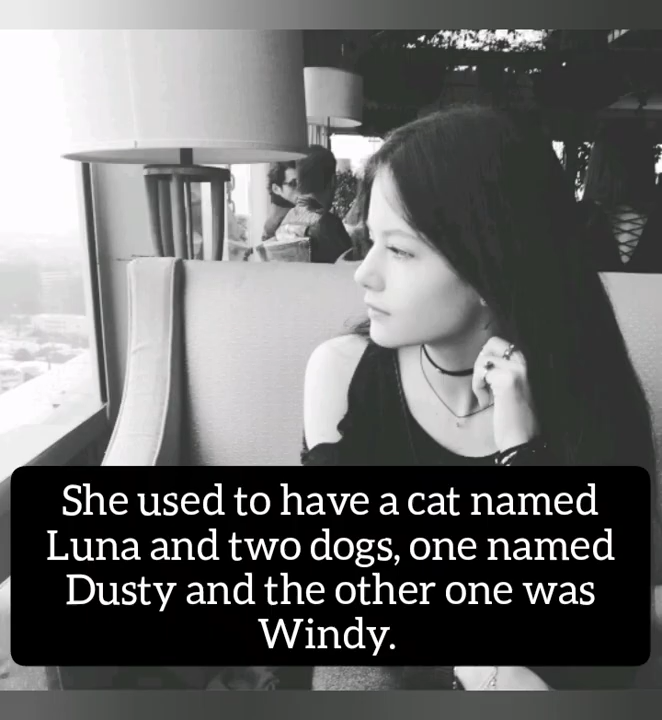 She used to have a cat named
Luna and two dogs, one named
Dusty and the other one was
Windy.